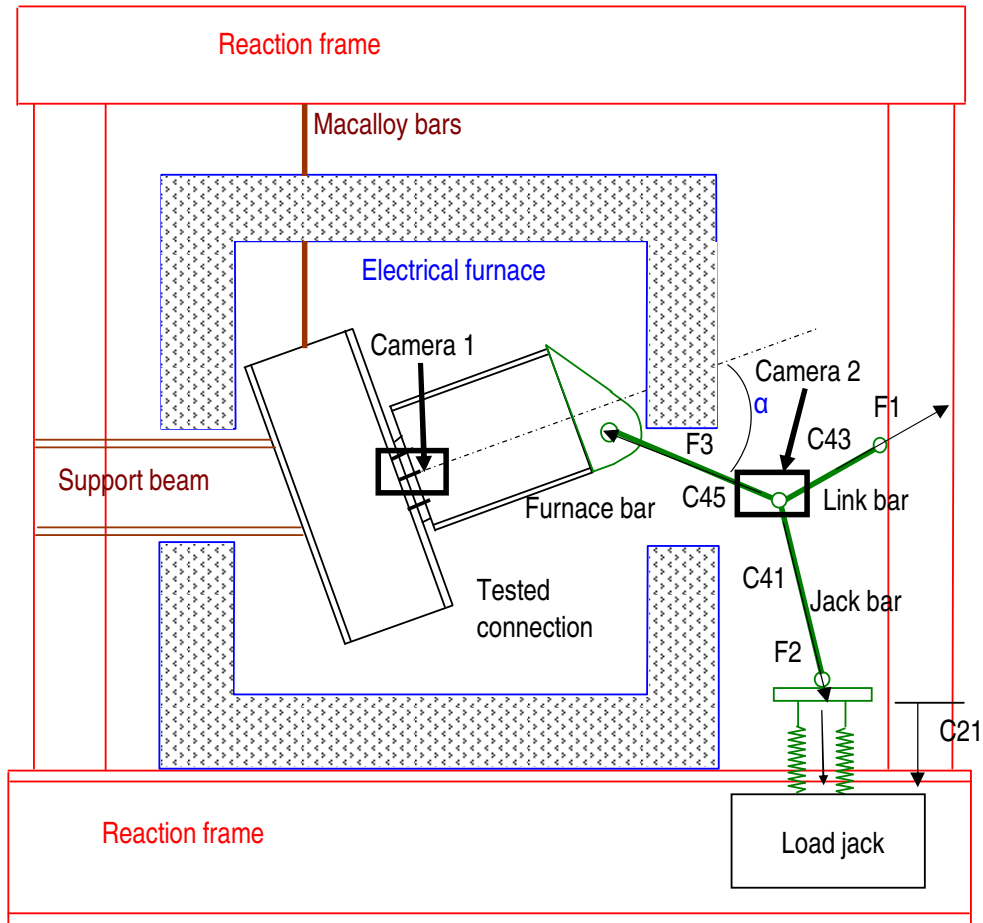 Reaction frame
Macalloy bars
Electrical furnace
Camera 1
Camera 2
α
F1
C43
F3
Support beam
C45
Furnace bar
Link bar
C41
Tested
connection
Jack bar
F2
C21
Reaction frame
Load jack